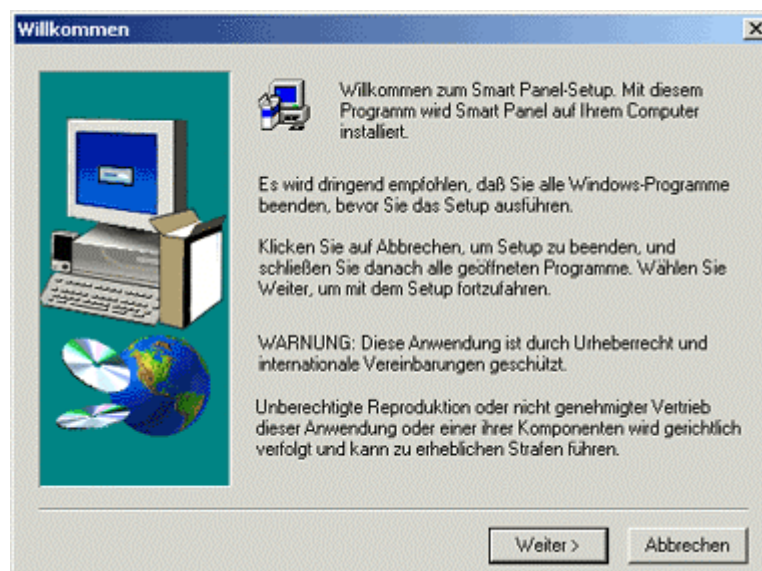 Willkommen
Willkommen zum Smart Panel-Setup. Mit diesem
Programm wird Smart Panel auf Ihrem Computer
installiert.
Es wird dringend empfohlen, daß Sie alle Windows-Programme
beenden, bevor Sie das Setup ausführen.
Klicken Sie auf Abbrechen, um Setup zu beenden, und
schließen Sie danach alle geöffneten Programme. Wählen Sie
Weiter, um mit dem Setup fortzufahren.
WARNUNG: Diese Anwendung ist durch Urheberrecht und
internationale Vereinbarungen geschützt.
Unberechtigte Reproduktion oder nicht genehmigter Vertrieb
dieser Anwendung oder einer ihrer Komponenten wird gerichtlich
verfolgt und kann zu erheblichen Strafen führen.
Weiter > Abbrechen